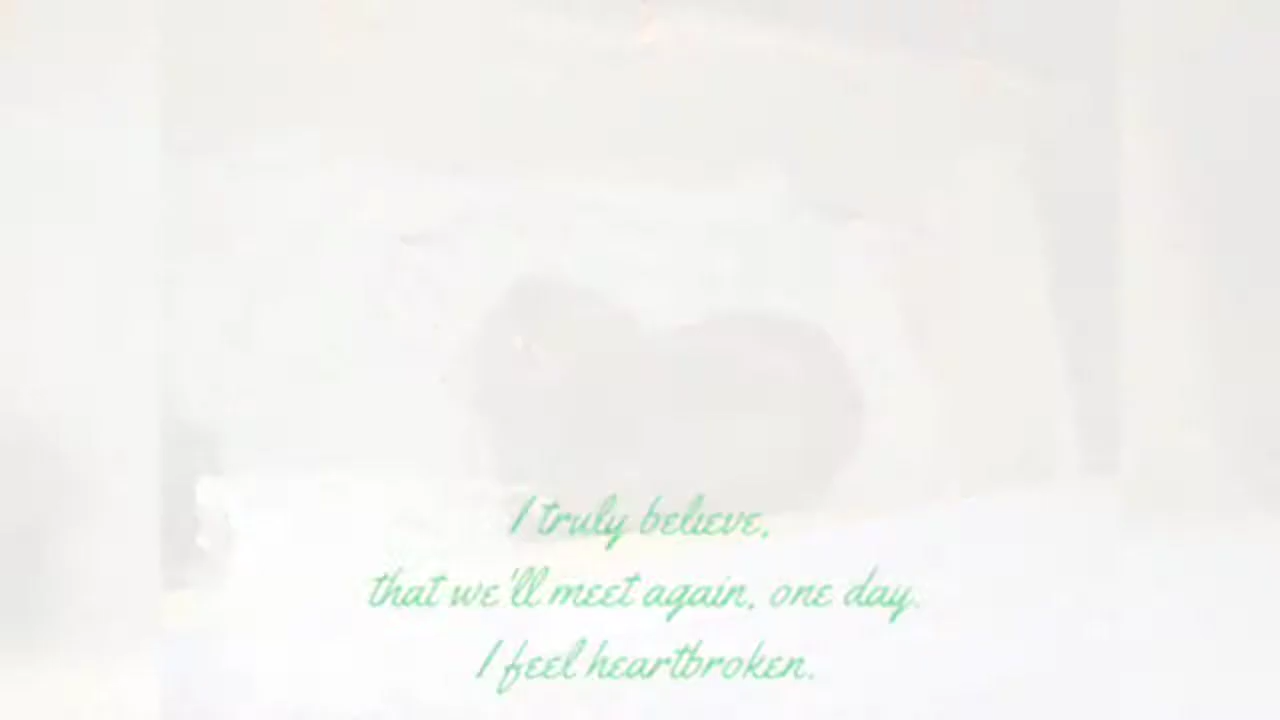 I truly believe,
that we'll meet again, one day.
I feel heartbroken.